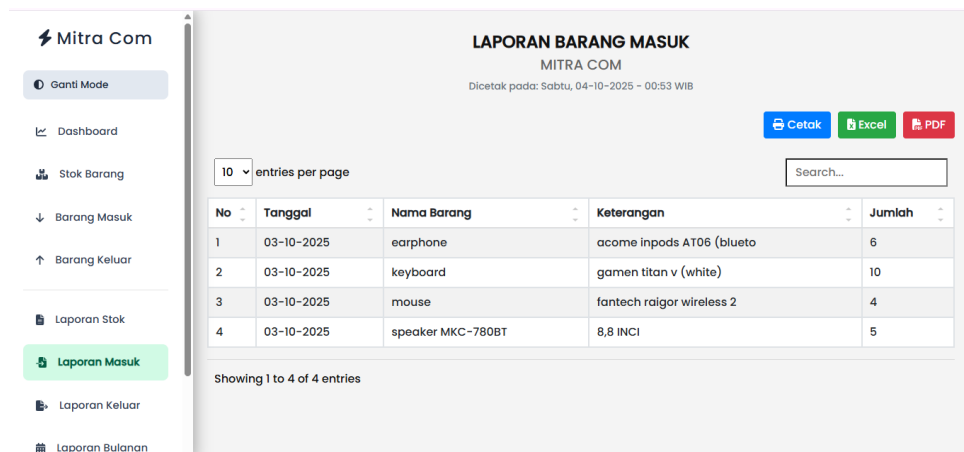 Mitra Com
Ganti Mode
Dashboard
Stok Barang
Barang Masuk
Barang Keluar
Laporan Stok
Laporan Masuk
Laporan Keluar
Laporan Bulanan
LAPORAN BARANG MASUK
MITRA COM
Dicetak pada: Sabtu, 04-10-2025 - 00:53 WIB
Cetak Excel PDF
10 entries per page Search...
No Tanggal Nama Barang Keterangan Jumlah
1 03-10-2025 earphone acome inpods AT06 (blueto 6
2 03-10-2025 keyboard gamen titan v (white) 10
3 03-10-2025 mouse fantech raigor wireless 2 4
4 03-10-2025 speaker MKC-780BT 8,8 INCI 5
Showing 1 to 4 of 4 entries